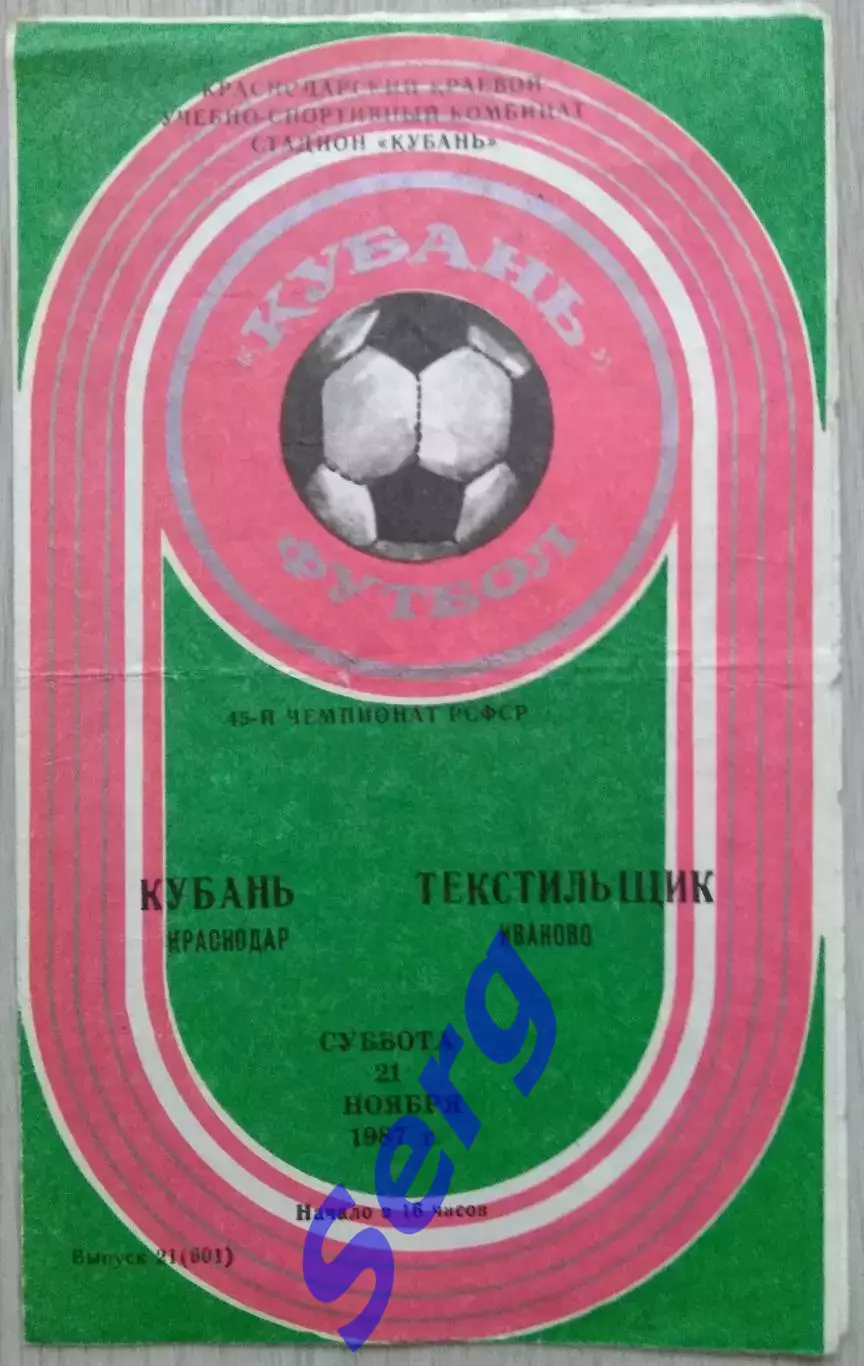 КРАСНОДАРСКИЙ КРАЕВОЙ
УЧЕБНО-СПОРТИВНЫЙ КОМБИНАТ
СТАДИОН «КУБАНЬ»
«КУБАНЬ»
ФУТБОЛ
45-Й ЧЕМПИОНАТ РСФСР
КУБАНЬ ТЕКСТИЛЬЩИК
КРАСНОДАР ИВАНОВО
СУББОТА
21
НОЯБРЯ
1987 г.
Начало в 16 часов
Выпуск 21(601)
Serg